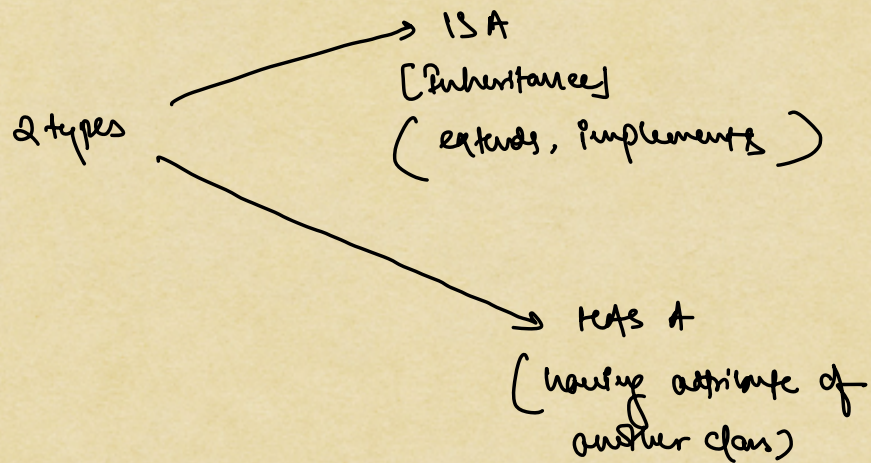 IS A
[Inheritance]
2 types
( extends, implements )
HAS A
( having attribute of
another class )